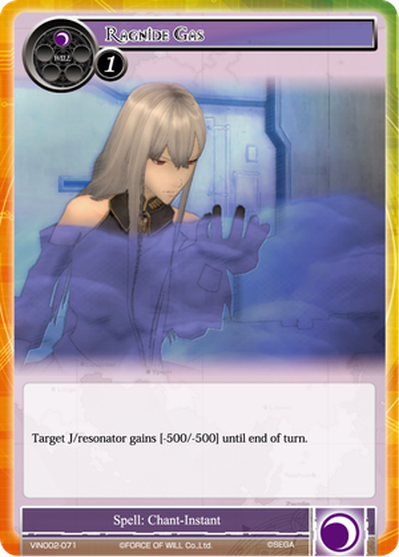 Ragnide Gas
WILL
1
Target J/resonator gains [-500/-500] until end of turn.
Spell: Chant-Instant
VIN002-071 ©FORCE OF WILL Co.,Ltd. ©SEGA